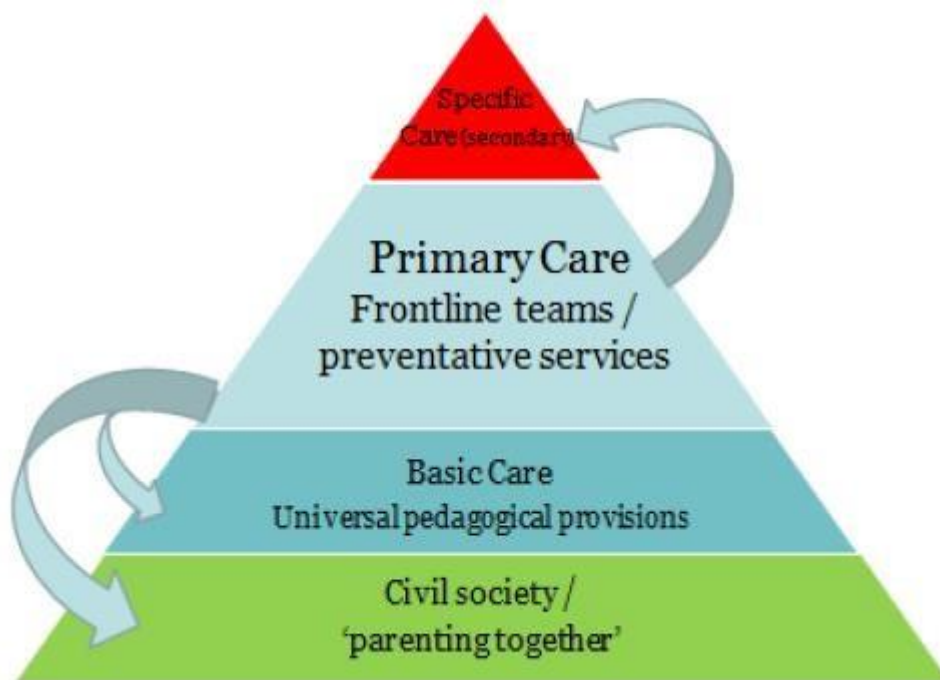 Specific
Care (secondary)
Primary Care
Frontline teams /
preventative services
Basic Care
Universal pedagogical provisions
Civil society /
‘parenting together’